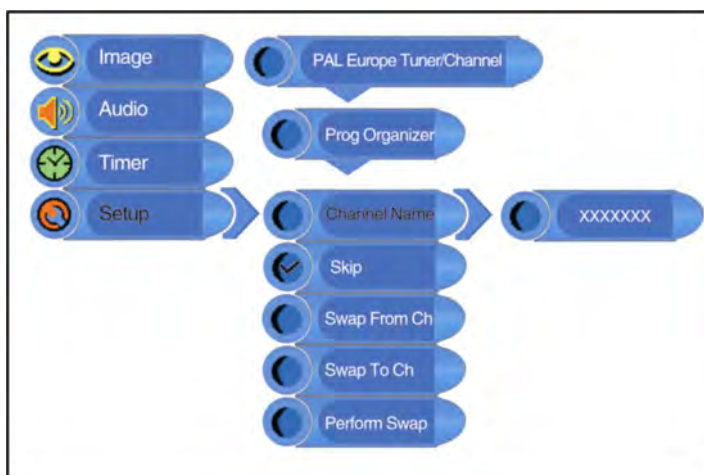 Image
Audio
Timer
Setup
PAL Europe Tuner/Channel
Prog Organizer
Channel Name
Skip
Swap From Ch
Swap To Ch
Perform Swap
XXXXXXX